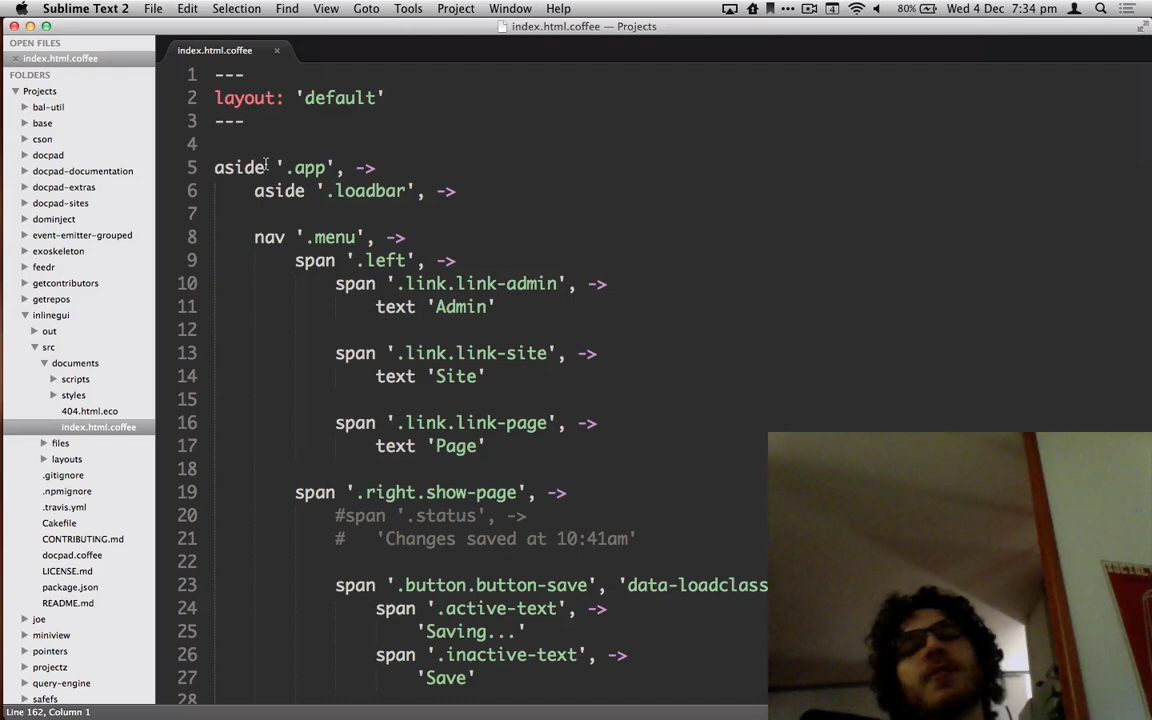 Sublime Text 2 File Edit Selection Find View Goto Tools Project Window Help 4 80% Wed 4 Dec 7:34 pm
index.html.coffee — Projects
OPEN FILES
× index.html.coffee
FOLDERS
Projects
bal-util
base
cson
docpad
docpad-documentation
docpad-extras
docpad-sites
dominject
event-emitter-grouped
exoskeleton
feedr
getcontributors
getrepos
inlinegui
out
src
documents
scripts
styles
404.html.eco
index.html.coffee
files
layouts
.gitignore
.npmignore
.travis.yml
Cakefile
CONTRIBUTING.md
docpad.coffee
LICENSE.md
package.json
README.md
joe
miniview
pointers
projectz
query-engine
safefs
index.html.coffee ×
1 ---
2 layout: 'default'
3 ---
4
5 aside '.app', ->
6 aside '.loadbar', ->
7
8 nav '.menu', ->
9 span '.left', ->
10 span '.link.link-admin', ->
11 text 'Admin'
12
13 span '.link.link-site', ->
14 text 'Site'
15
16 span '.link.link-page', ->
17 text 'Page'
18
19 span '.right.show-page', ->
20 #span '.status', ->
21 # 'Changes saved at 10:41am'
22
23 span '.button.button-save', 'data-loadclass
24 span '.active-text', ->
25 'Saving...'
26 span '.inactive-text', ->
27 'Save'
28
Line 162, Column 1